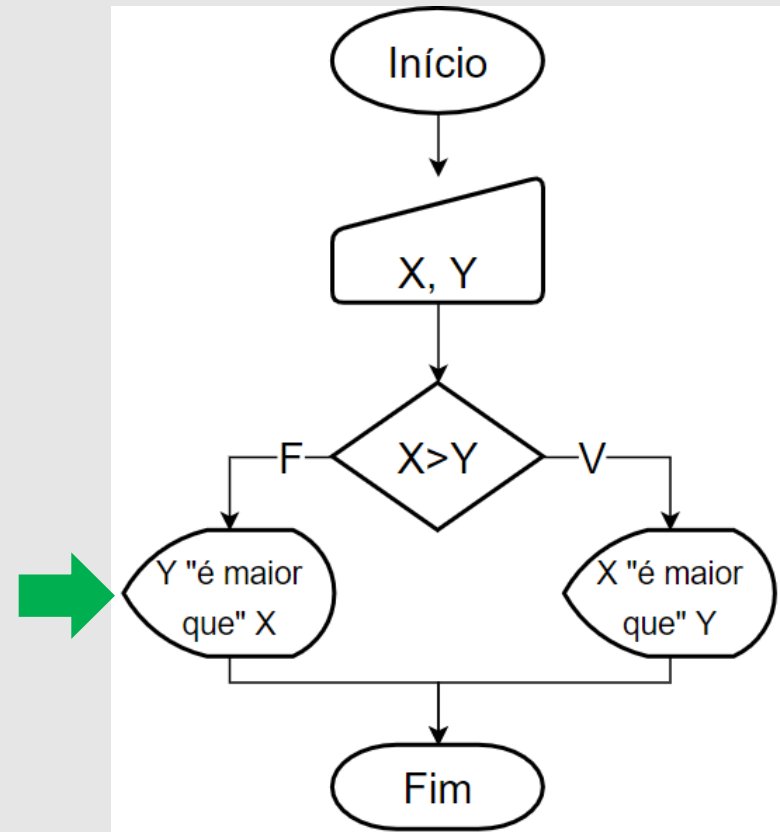 Início
X, Y
X>Y
F
V
Y "é maior
que" X
X "é maior
que" Y
Fim